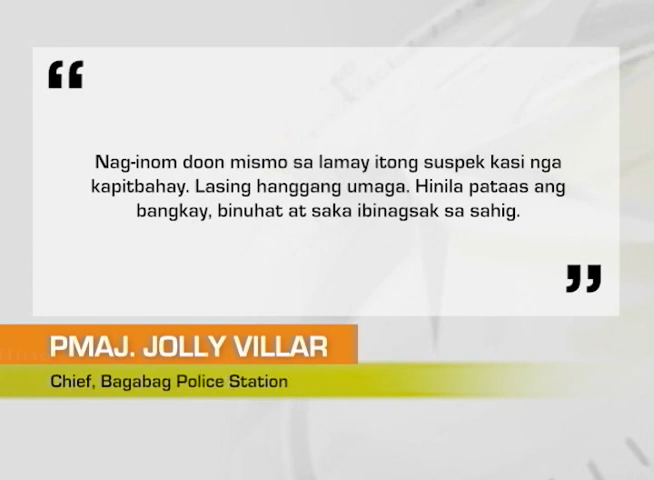 “
Nag-inom doon mismo sa lamay itong suspek kasi nga
kapitbahay. Lasing hanggang umaga. Hinila pataas ang
bangkay, binuhat at saka ibinagsak sa sahig.
”
PMAJ. JOLLY VILLAR
Chief, Bagabag Police Station